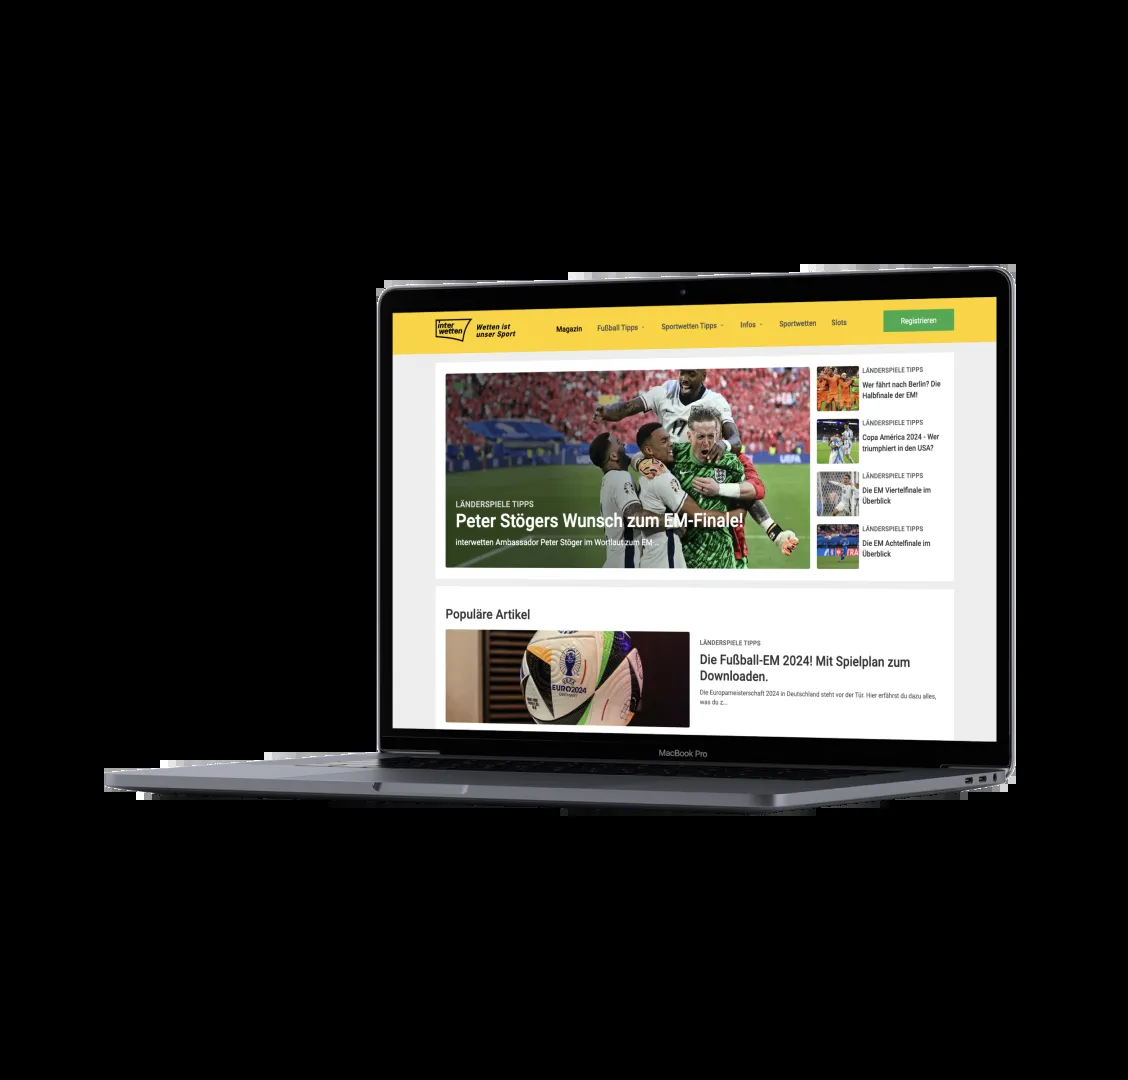 inter
wetten
Wetten ist
unser Sport
Magazin
Fußball Tipps
Sportwetten Tipps
Infos
Sportwetten
Slots
Registrieren
17
UEFA
LÄNDERSPIELE TIPPS
Peter Stögers Wunsch zum EM-Finale!
interwetten Ambassador Peter Stöger im Wortlaut zum EM-...
LÄNDERSPIELE TIPPS
Wer fährt nach Berlin? Die
Halbfinale der EM!
LÄNDERSPIELE TIPPS
Copa América 2024 - Wer
triumphiert in den USA?
LÄNDERSPIELE TIPPS
Die EM Viertelfinale im
Überblick
LÄNDERSPIELE TIPPS
Die EM Achtelfinale im
Überblick
Populäre Artikel
EURO2024
LÄNDERSPIELE TIPPS
Die Fußball-EM 2024! Mit Spielplan zum
Downloaden.
Die Europameisterschaft 2024 in Deutschland steht vor der Tür. Hier erfährst du dazu alles,
was du z...
MacBook Pro